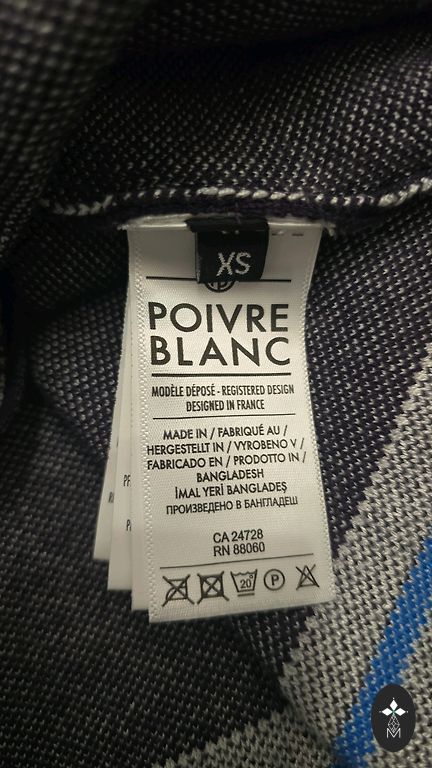 XS
POIVRE
BLANC
MODÈLE DÉPOSÉ - REGISTERED DESIGN
DESIGNED IN FRANCE
MADE IN / FABRIQUÉ AU /
HERGESTELLT IN / VYROBENO V /
FABRICADO EN / PRODOTTO IN /
BANGLADESH
İMAL YERİ BANGLADEŞ
ПРОИЗВЕДЕНО В БАНГЛАДЕШ
CA 24728
RN 88060
20°
P
M